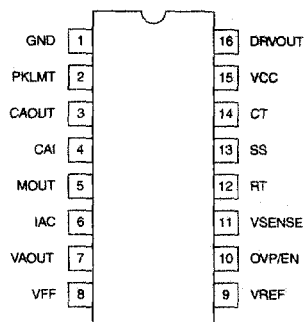 GND 1 16 DRVOUT
PKLMT 2 15 VCC
CAOUT 3 14 CT
CAI 4 13 SS
MOUT 5 12 RT
IAC 6 11 VSENSE
VAOUT 7 10 OVP/EN
VFF 8 9 VREF